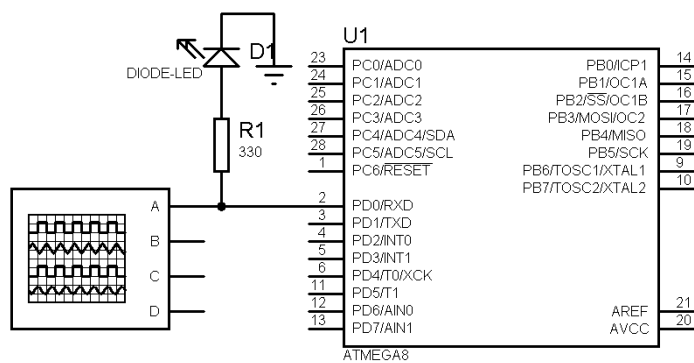 U1
D1
DIODE-LED
R1
330
A
B
C
D
23 PC0/ADC0
24 PC1/ADC1
25 PC2/ADC2
26 PC3/ADC3
27 PC4/ADC4/SDA
28 PC5/ADC5/SCL
1 PC6/RESET
2 PD0/RXD
3 PD1/TXD
4 PD2/INT0
5 PD3/INT1
6 PD4/T0/XCK
11 PD5/T1
12 PD6/AIN0
13 PD7/AIN1
PB0/ICP1 14
PB1/OC1A 15
PB2/SS/OC1B 16
PB3/MOSI/OC2 17
PB4/MISO 18
PB5/SCK 19
PB6/TOSC1/XTAL1 9
PB7/TOSC2/XTAL2 10
AREF 21
AVCC 20
ATMEGA8